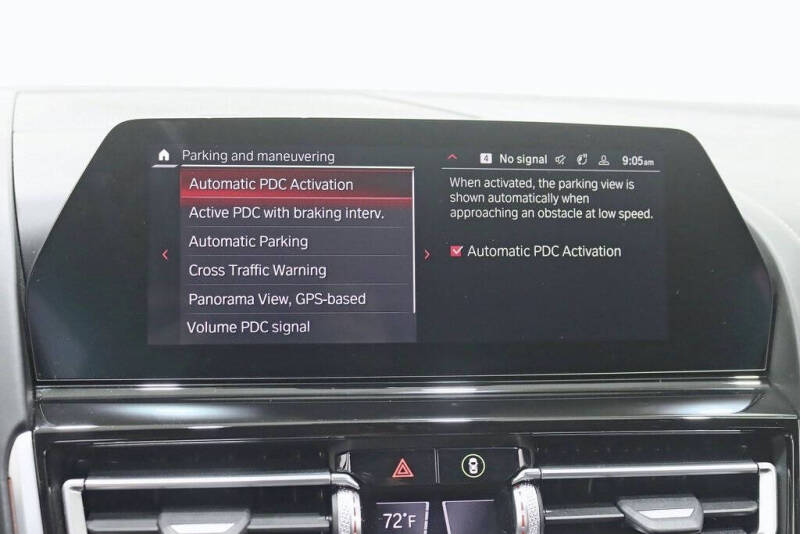 Parking and maneuvering
4 No signal 9:05am
Automatic PDC Activation
Active PDC with braking interv.
Automatic Parking
Cross Traffic Warning
Panorama View, GPS-based
Volume PDC signal
When activated, the parking view is
shown automatically when
approaching an obstacle at low speed.
Automatic PDC Activation
72°F